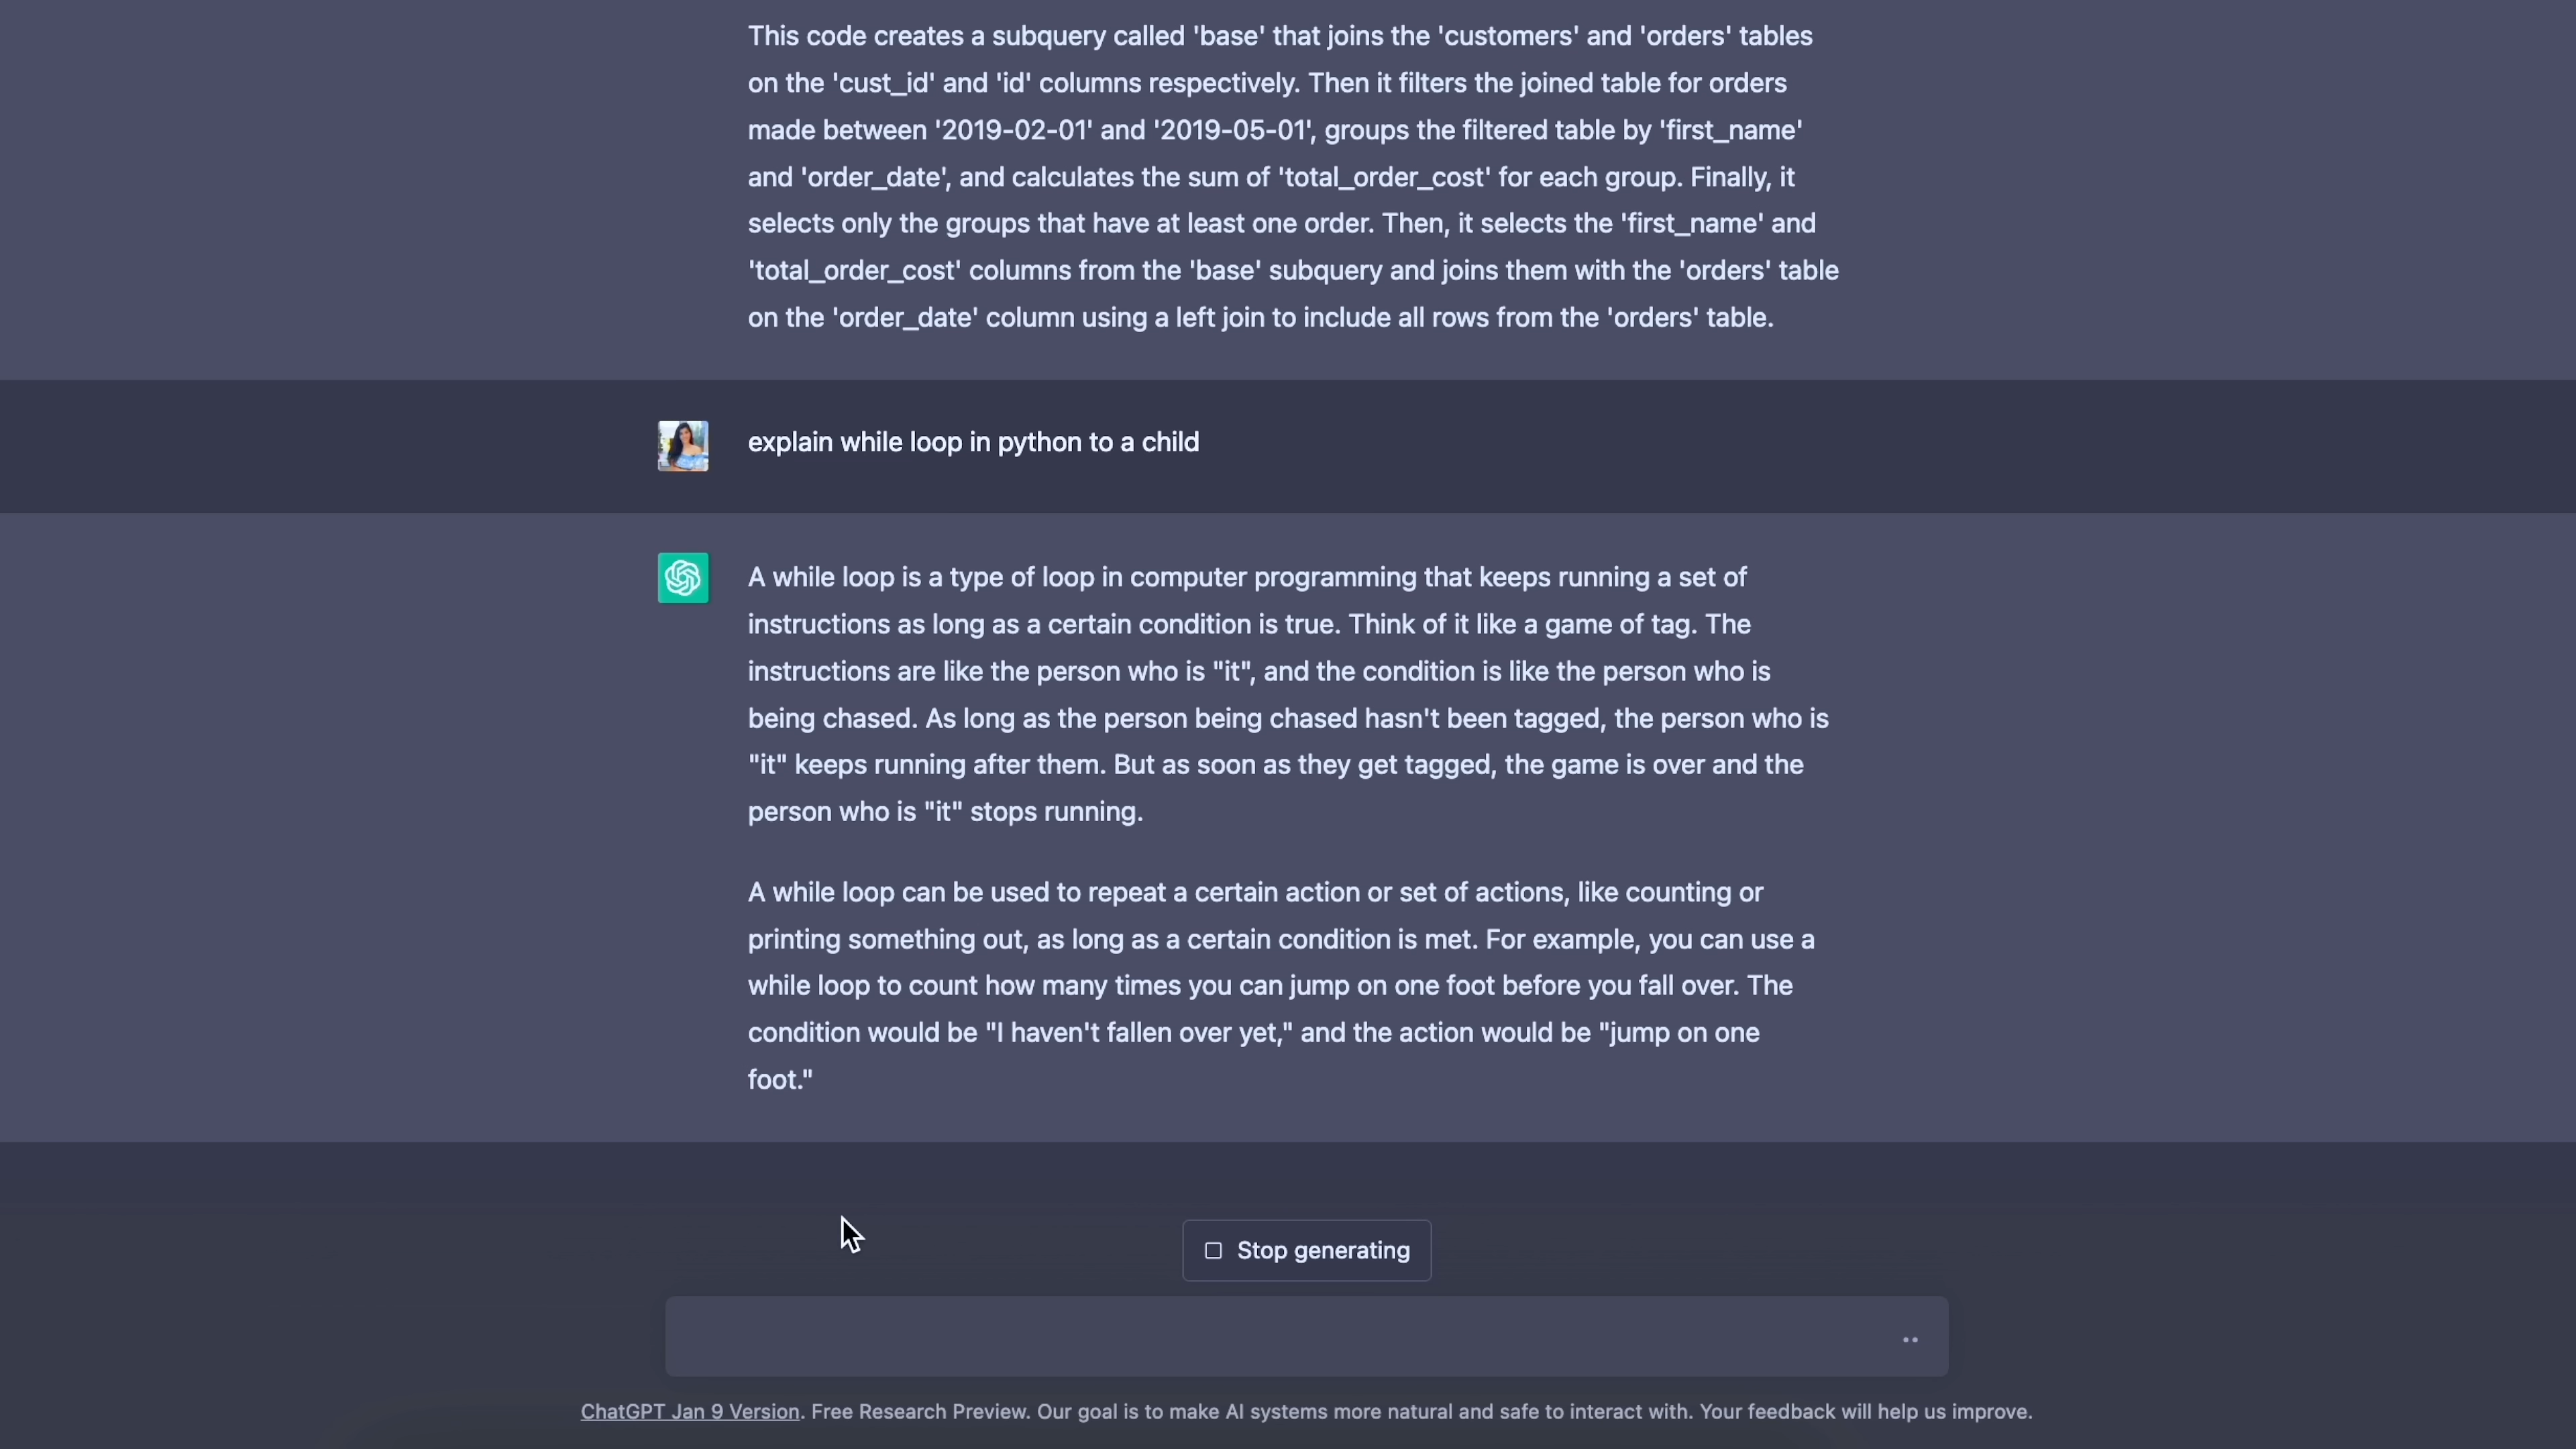 This code creates a subquery called 'base' that joins the 'customers' and 'orders' tables
on the 'cust_id' and 'id' columns respectively. Then it filters the joined table for orders
made between '2019-02-01' and '2019-05-01', groups the filtered table by 'first_name'
and 'order_date', and calculates the sum of 'total_order_cost' for each group. Finally, it
selects only the groups that have at least one order. Then, it selects the 'first_name' and
'total_order_cost' columns from the 'base' subquery and joins them with the 'orders' table
on the 'order_date' column using a left join to include all rows from the 'orders' table.
explain while loop in python to a child
A while loop is a type of loop in computer programming that keeps running a set of
instructions as long as a certain condition is true. Think of it like a game of tag. The
instructions are like the person who is "it", and the condition is like the person who is
being chased. As long as the person being chased hasn't been tagged, the person who is
"it" keeps running after them. But as soon as they get tagged, the game is over and the
person who is "it" stops running.
A while loop can be used to repeat a certain action or set of actions, like counting or
printing something out, as long as a certain condition is met. For example, you can use a
while loop to count how many times you can jump on one foot before you fall over. The
condition would be "I haven't fallen over yet," and the action would be "jump on one
foot."
Stop generating
ChatGPT Jan 9 Version. Free Research Preview. Our goal is to make AI systems more natural and safe to interact with. Your feedback will help us improve.